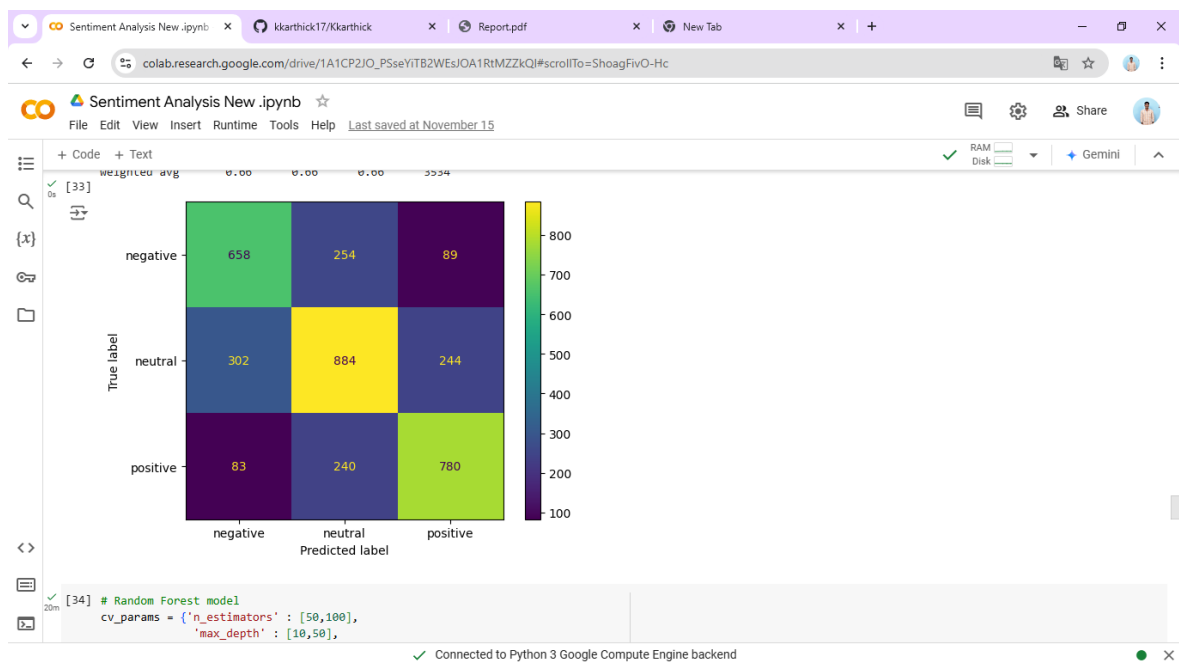 Sentiment Analysis New .ipynb
kkarthick17/Kkarthick
Report.pdf
New Tab
colab.research.google.com/drive/1A1CP2JO_PSseYiTB2WEsJOA1RtMZZkQI#scrollTo=ShoagFivO-Hc
Sentiment Analysis New .ipynb
File Edit View Insert Runtime Tools Help Last saved at November 15
Share
+ Code + Text
RAM
Disk
Gemini
weighted avg 0.66 0.66 0.66 3534
[33]
0s
{x}
negative 658 254 89
neutral 302 884 244
positive 83 240 780
True label
negative neutral positive
Predicted label
800
700
600
500
400
300
200
100
[34] # Random Forest model
20m
cv_params = {'n_estimators' : [50,100],
'max_depth' : [10,50],
Connected to Python 3 Google Compute Engine backend